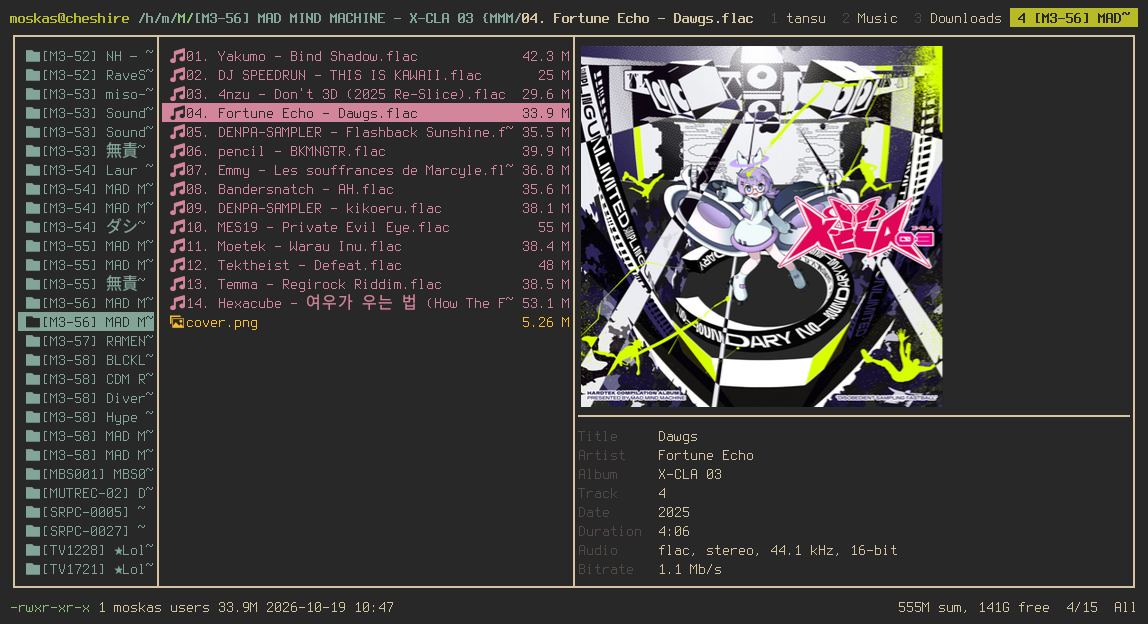 moskas@cheshire /h/m/M/[M3-56] MAD MIND MACHINE - X-CLA 03 {MMM/04. Fortune Echo - Dawgs.flac 1 tansu 2 Music 3 Downloads 4 [M3-56] MAD~
[M3-52] NH - ~
[M3-52] RaveS~
[M3-53] miso-~
[M3-53] Sound~
[M3-53] Sound~
[M3-53] 無責~
[M3-54] Laur ~
[M3-54] MAD M~
[M3-54] MAD M~
[M3-54] ダシ~
[M3-55] MAD M~
[M3-55] MAD M~
[M3-55] 無責~
[M3-56] MAD M~
[M3-56] MAD M~
[M3-57] RAMEN~
[M3-58] BLCKL~
[M3-58] CDM R~
[M3-58] Diver~
[M3-58] Hype ~
[M3-58] MAD M~
[M3-58] MAD M~
[MBS001] MBS0~
[MUTREC-02] D~
[SRPC-0005] ~
[SRPC-0027] ~
[TV1228] ★Lol~
[TV1721] ★Lol~
01. Yakumo - Bind Shadow.flac 42.3 M
02. DJ SPEEDRUN - THIS IS KAWAII.flac 25 M
03. 4nzu - Don't 3D (2025 Re-Slice).flac 29.6 M
04. Fortune Echo - Dawgs.flac 33.9 M
05. DENPA-SAMPLER - Flashback Sunshine.f~ 35.5 M
06. pencil - BKMNGTR.flac 39.9 M
07. Emmy - Les souffrances de Marcyle.fl~ 36.8 M
08. Bandersnatch - AH.flac 35.6 M
09. DENPA-SAMPLER - kikoeru.flac 38.1 M
10. MES19 - Private Evil Eye.flac 55 M
11. Moetek - Warau Inu.flac 38.4 M
12. Tektheist - Defeat.flac 48 M
13. Temma - Regirock Riddim.flac 38.5 M
14. Hexacube - 여우가 우는 법 (How The F~ 53.1 M
cover.png 5.26 M
X-CLA 03
HARDTEK COMPILATION ALBUM
PRESENTED BY MAD MIND MACHINE
"DISOBEDIENT SAMPLING FASTBALL"
Title Dawgs
Artist Fortune Echo
Album X-CLA 03
Track 4
Date 2025
Duration 4:06
Audio flac, stereo, 44.1 kHz, 16-bit
Bitrate 1.1 Mb/s
-rwxr-xr-x 1 moskas users 33.9M 2026-10-19 10:47 555M sum, 141G free 4/15 All